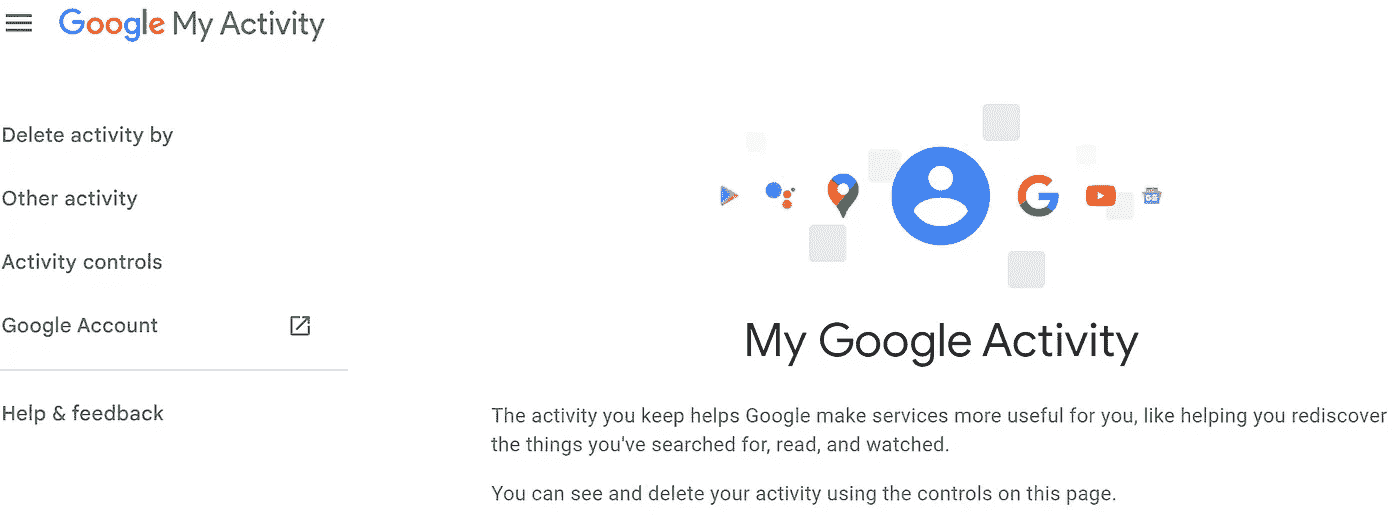 Google My Activity
Delete activity by
Other activity
Activity controls
Google Account
Help & feedback
My Google Activity
The activity you keep helps Google make services more useful for you, like helping you rediscover
the things you've searched for, read, and watched.
You can see and delete your activity using the controls on this page.